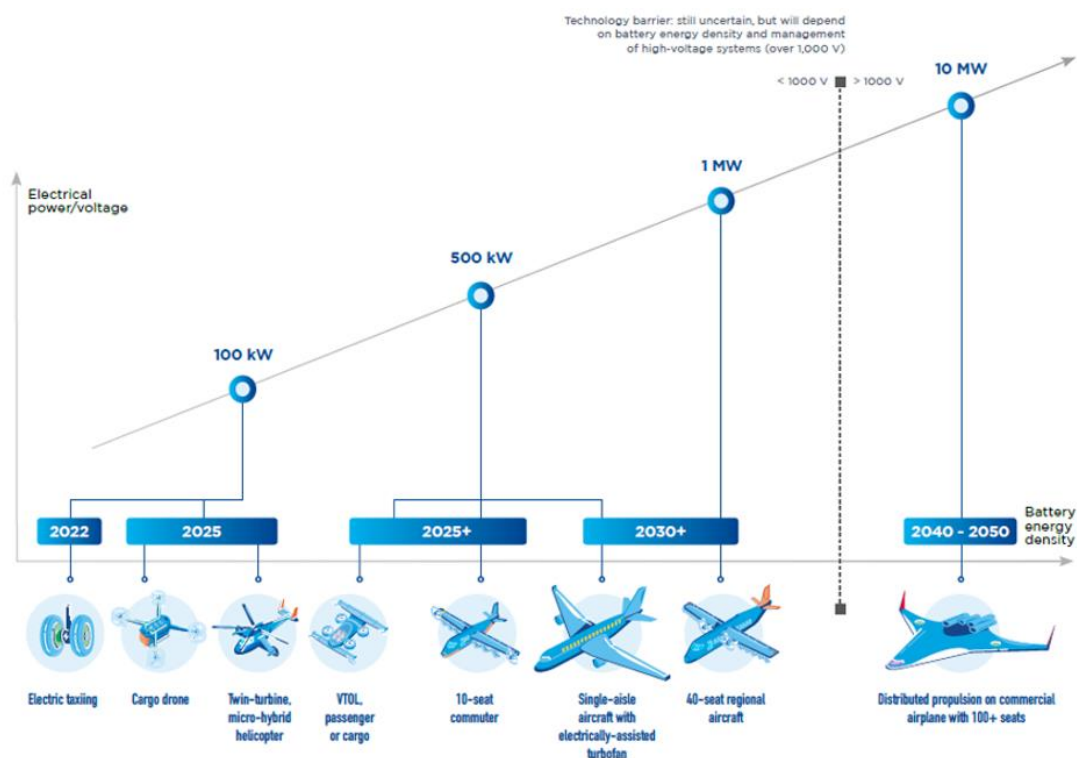 Technology barrier: still uncertain, but will depend
on battery energy density and management
of high-voltage systems (over 1,000 V)
10 MW
< 1000 V
> 1000 V
1 MW
Electrical
power/voltage
500 kW
100 kW
2022
2025
2025+
2030+
2040 - 2050
Battery
energy
density
Electric taxiing
Cargo drone
Twin-turbine,
micro-hybrid
helicopter
VTOL,
passenger
or cargo
10-seat
commuter
Single-aisle
aircraft with
electrically-assisted
turbofan
40-seat regional
aircraft
Distributed propulsion on commercial
airplane with 100+ seats